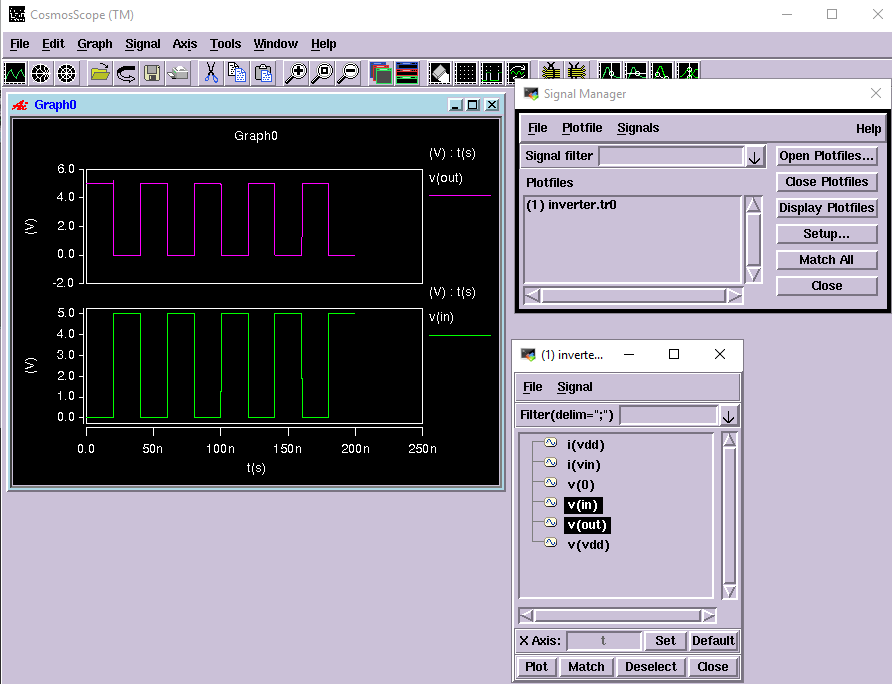 CosmosScope (TM)
File Edit Graph Signal Axis Tools Window Help
Graph0
Graph0
(V) : t(s)
v(out)
6.0
4.0
2.0
0.0
-2.0
(V)
(V) : t(s)
v(in)
5.0
4.0
3.0
2.0
1.0
0.0
(V)
0.0 50n 100n 150n 200n 250n
t(s)
Signal Manager
File Plotfile Signals Help
Signal filter
Open Plotfiles...
Plotfiles
Close Plotfiles
(1) inverter.tr0
Display Plotfiles
Setup...
Match All
Close
(1) inverte...
File Signal
Filter(delim=";")
i(vdd)
i(vin)
v(0)
v(in)
v(out)
v(vdd)
X Axis: t Set Default
Plot Match Deselect Close